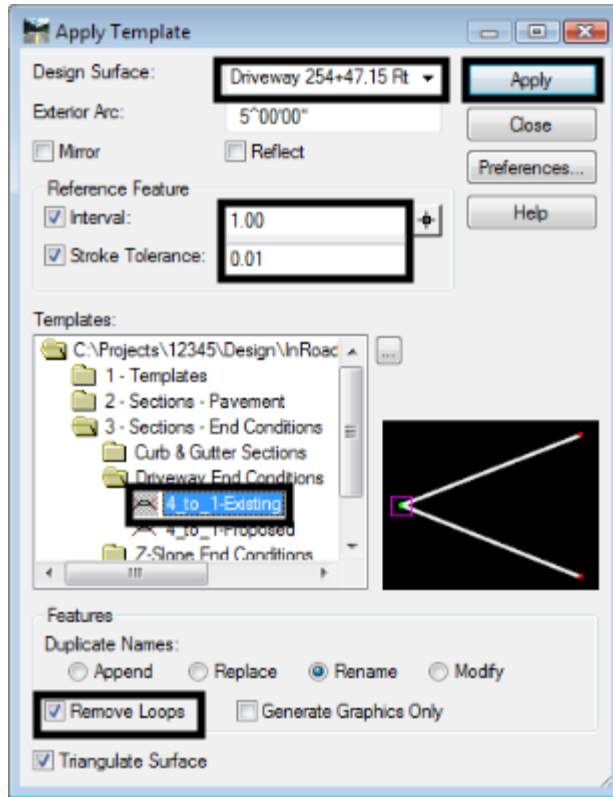 Apply Template
Design Surface: Driveway 254+47.15 Rt Apply
Exterior Arc: 5^00'00" Close
Mirror Reflect Preferences...
Reference Feature
Interval: 1.00 Help
Stroke Tolerance: 0.01
Templates:
C:\Projects\12345\Design\InRoad ...
1 - Templates
2 - Sections - Pavement
3 - Sections - End Conditions
Curb & Gutter Sections
Driveway End Conditions
4_to_1-Existing
4_to_1-Proposed
Z-Slope End Conditions
Features
Duplicate Names:
Append Replace Rename Modify
Remove Loops Generate Graphics Only
Triangulate Surface